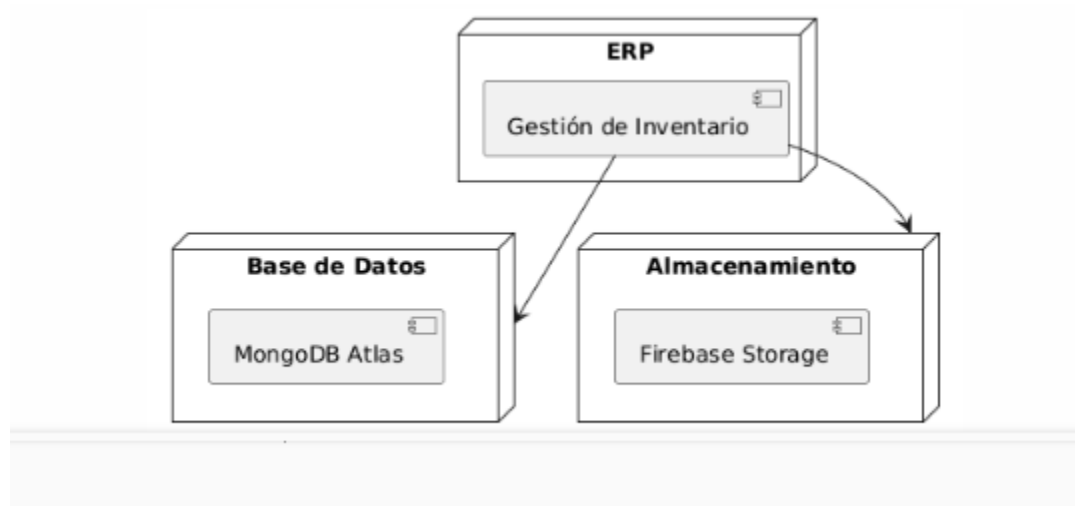 ERP
Gestión de Inventario
Base de Datos
MongoDB Atlas
Almacenamiento
Firebase Storage